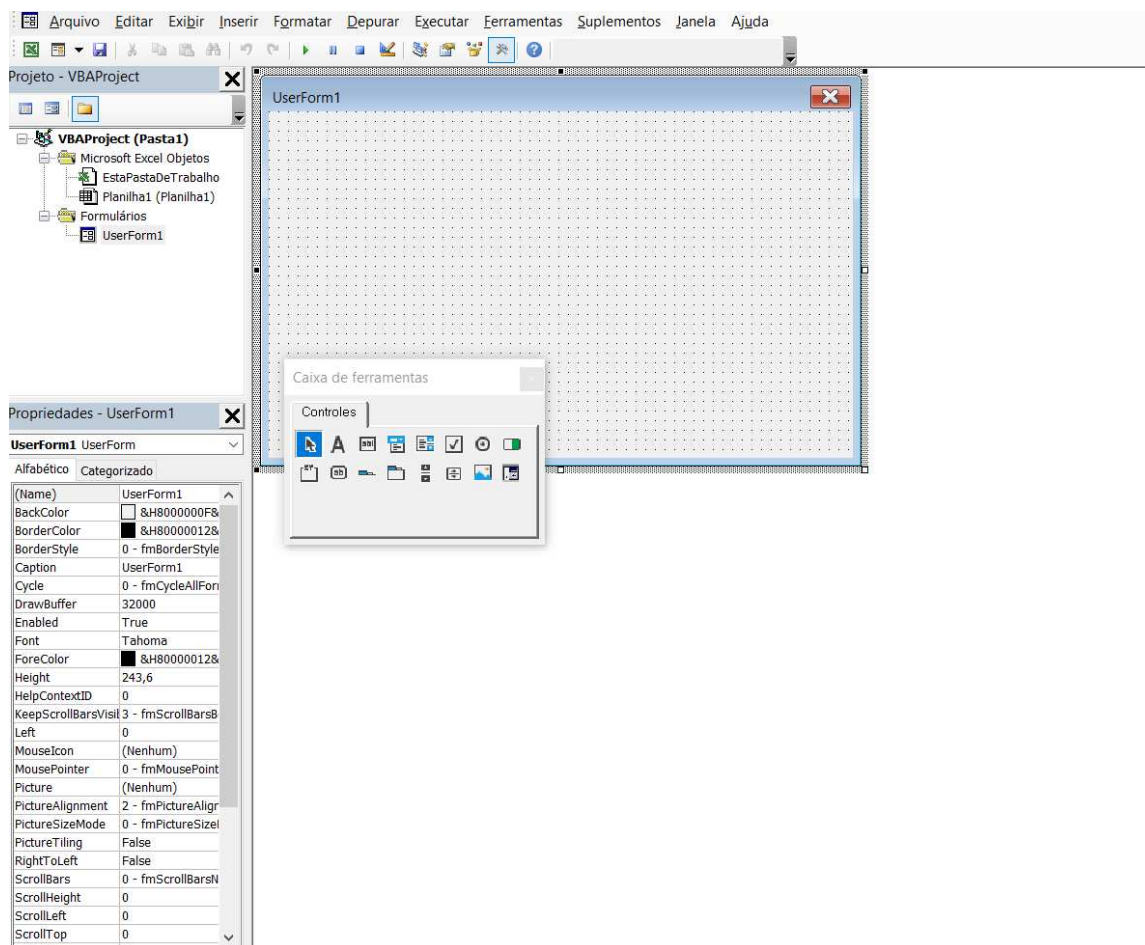 Arquivo Editar Exibir Inserir Formatar Depurar Executar Ferramentas Suplementos Janela Ajuda
Projeto - VBAProject
VBAProject (Pasta1)
Microsoft Excel Objetos
EstaPastaDeTrabalho
Planilha1 (Planilha1)
Formulários
UserForm1
UserForm1
Caixa de ferramentas
Controles
A
Propriedades - UserForm1
UserForm1 UserForm
Alfabético Categorizado
(Name) UserForm1
BackColor &H8000000F&
BorderColor &H80000012&
BorderStyle 0 - fmBorderStyle
Caption UserForm1
Cycle 0 - fmCycleAllFor
DrawBuffer 32000
Enabled True
Font Tahoma
ForeColor &H80000012&
Height 243,6
HelpContextID 0
KeepScrollBarsVisil 3 - fmScrollBarsB
Left 0
MouseIcon (Nenhum)
MousePointer 0 - fmMousePoint
Picture (Nenhum)
PictureAlignment 2 - fmPictureAligr
PictureSizeMode 0 - fmPictureSize
PictureTiling False
RightToLeft False
ScrollBars 0 - fmScrollBarsN
ScrollHeight 0
ScrollLeft 0
ScrollTop 0